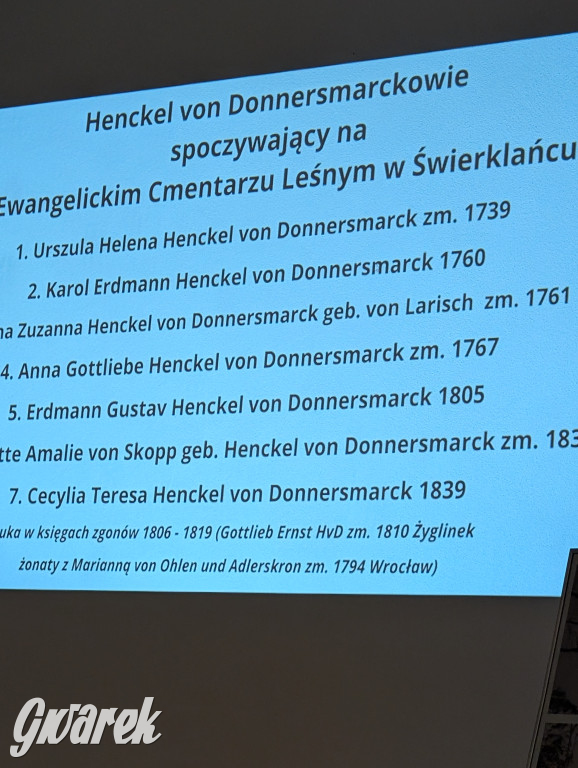 Henckel von Donnersmarckowie
spoczywający na
Ewangelickim Cmentarzu Leśnym w Świerklańcu
1. Urszula Helena Henckel von Donnersmarck zm. 1739
2. Karol Erdmann Henckel von Donnersmarck 1760
Zuzanna Henckel von Donnersmarck geb. von Larisch zm. 1761
4. Anna Gottliebe Henckel von Donnersmarck zm. 1767
5. Erdmann Gustav Henckel von Donnersmarck 1805
Amalie von Skopp geb. Henckel von Donnersmarck zm.
7. Cecylia Teresa Henckel von Donnersmarck 1839
w księgach zgonów 1806 - 1819 (Gottlieb Ernst HvD zm. 1810 Żyglinek
żonaty z Marianną von Ohlen und Adlerskron zm. 1794 Wrocław)
Gwarek